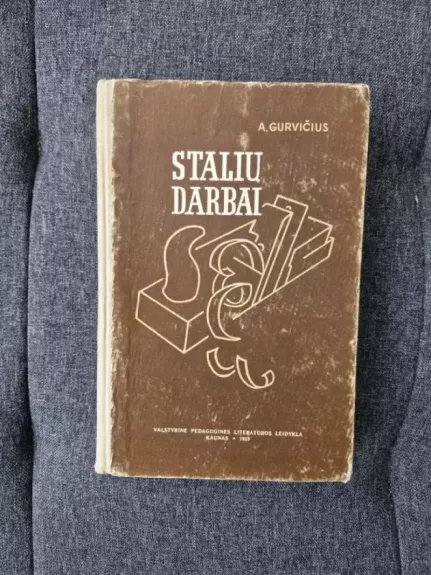 A. GURVIČIUS
STALIŲ
DARBAI
VALSTYBINĖ PEDAGOGINĖS LITERATŪROS LEIDYKLA
KAUNAS •